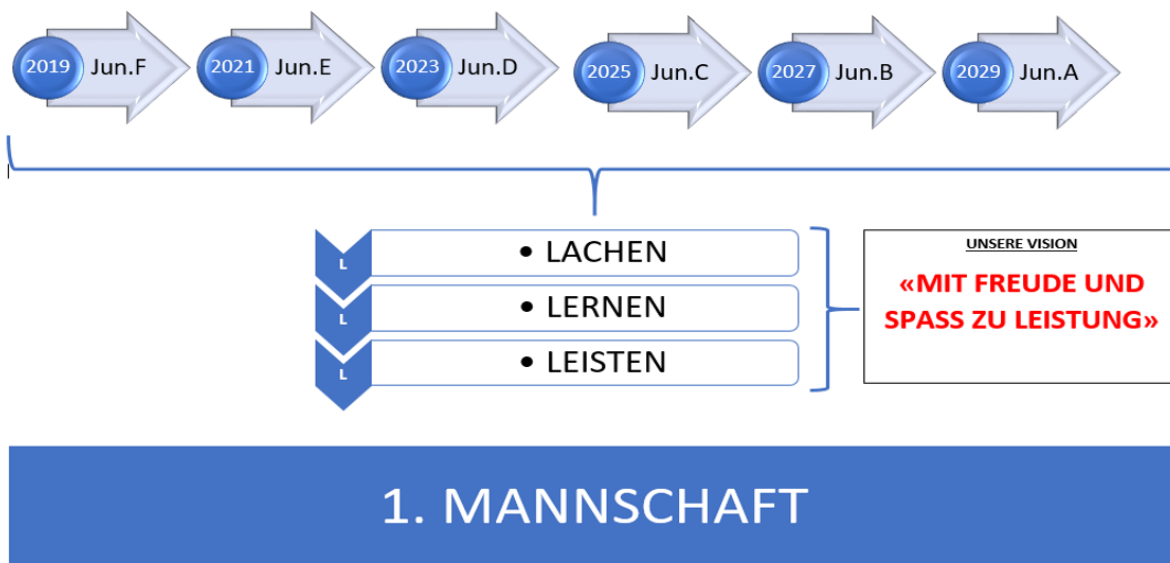 2019 Jun.F 2021 Jun.E 2023 Jun.D 2025 Jun.C 2027 Jun.B 2029 Jun.A
L • LACHEN
L • LERNEN
L • LEISTEN
UNSERE VISION
«MIT FREUDE UND
SPASS ZU LEISTUNG»
1. MANNSCHAFT